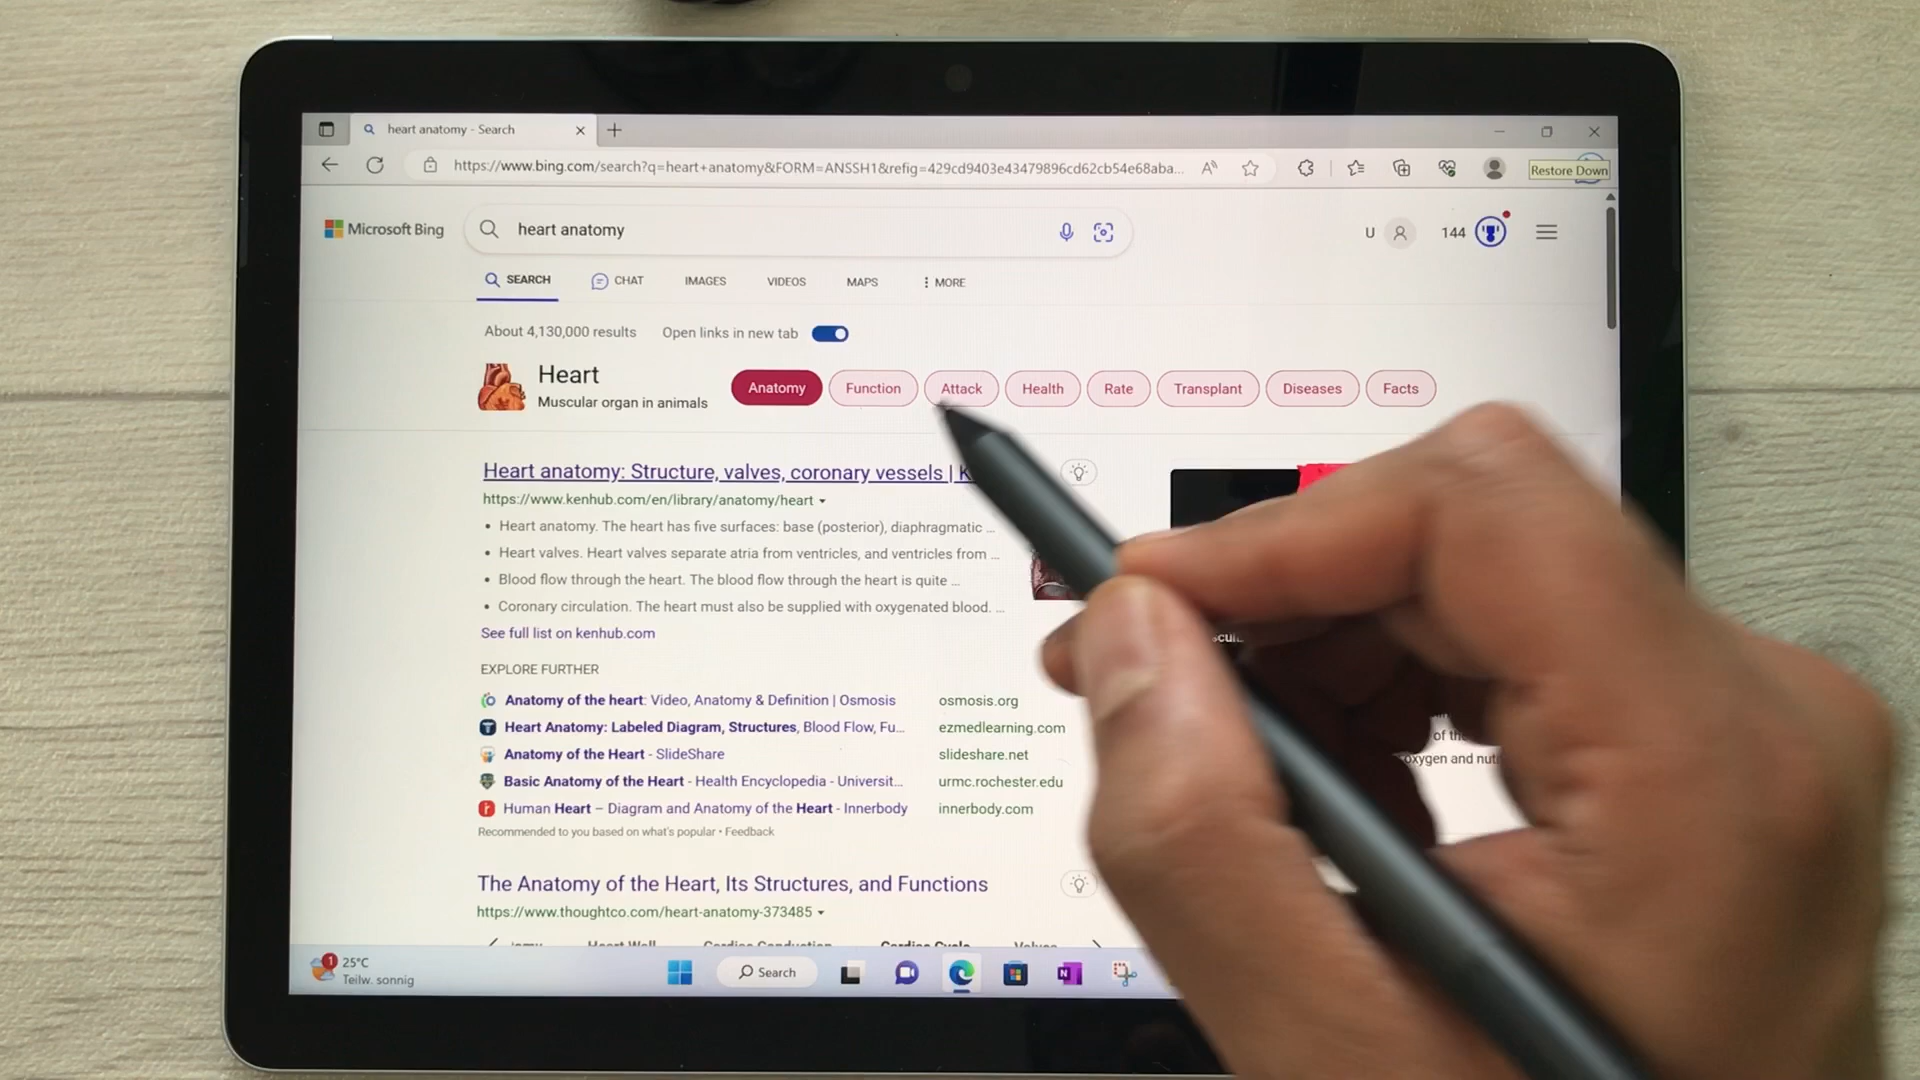 heart anatomy - Search
https://www.bing.com/search?q=heart+anatomy&FORM=ANSSH1&refig=429cd9403e43479896cd62cb54e68aba...
Restore Down
Microsoft Bing
heart anatomy
U
144
SEARCH
CHAT
IMAGES
VIDEOS
MAPS
MORE
About 4,130,000 results
Open links in new tab
Heart
Muscular organ in animals
Anatomy
Function
Attack
Health
Rate
Transplant
Diseases
Facts
Heart anatomy: Structure, valves, coronary vessels | K
https://www.kenhub.com/en/library/anatomy/heart
• Heart anatomy. The heart has five surfaces: base (posterior), diaphragmatic ...
• Heart valves. Heart valves separate atria from ventricles, and ventricles from ...
• Blood flow through the heart. The blood flow through the heart is quite ...
• Coronary circulation. The heart must also be supplied with oxygenated blood. ...
See full list on kenhub.com
EXPLORE FURTHER
Anatomy of the heart: Video, Anatomy & Definition | Osmosis osmosis.org
Heart Anatomy: Labeled Diagram, Structures, Blood Flow, Fu... ezmedlearning.com
Anatomy of the Heart - SlideShare slideshare.net
Basic Anatomy of the Heart - Health Encyclopedia - Universit... urmc.rochester.edu
Human Heart – Diagram and Anatomy of the Heart - Innerbody innerbody.com
Recommended to you based on what's popular • Feedback
of the
oxygen and nut
The Anatomy of the Heart, Its Structures, and Functions
https://www.thoughtco.com/heart-anatomy-373485
Heart Wall
Cardiac Conduction
Cardiac Cycle
Valves
1
25°C
Teilw. sonnig
Search